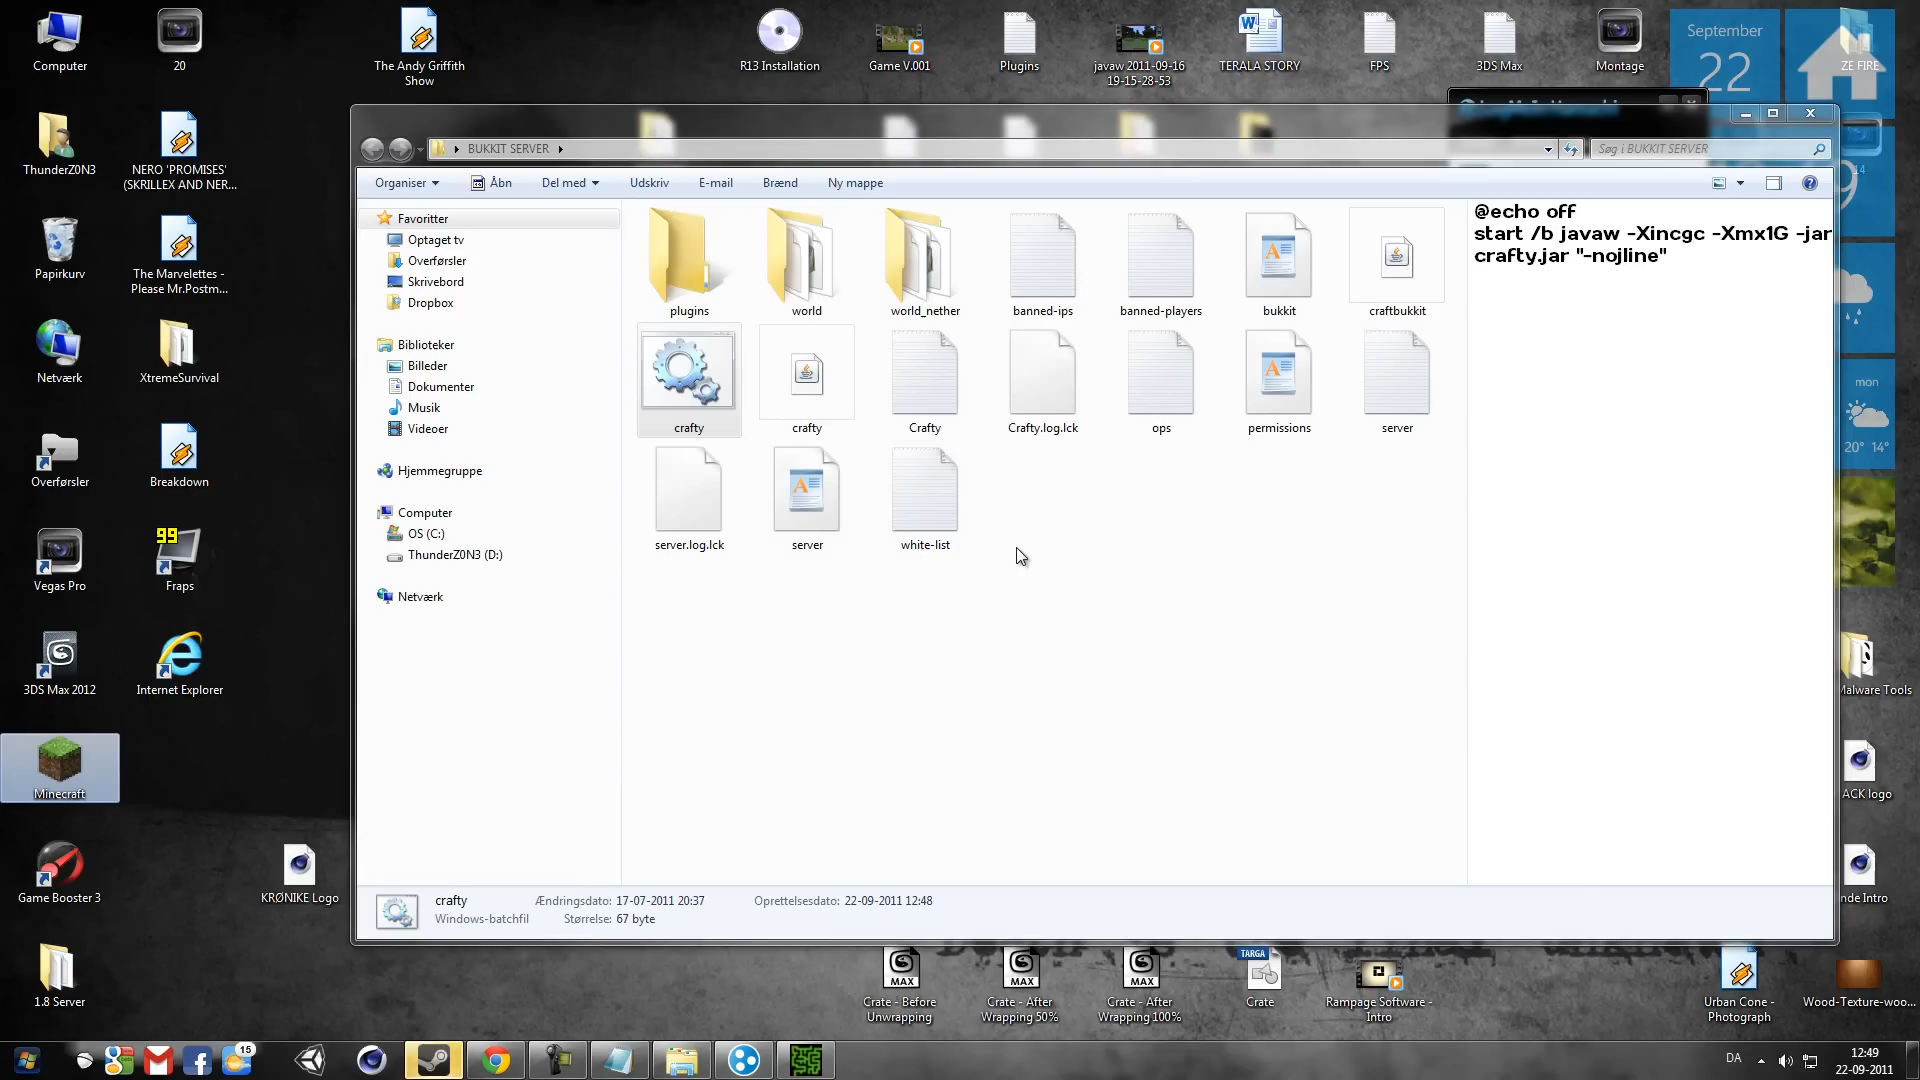 Computer
20
The Andy Griffith
Show
R13 Installation
Game V.001
Plugins
javaw 2011-09-16
19-15-28-53
TERALA STORY
FPS
3DS Max
Montage
September
22
ZE FIRE
ThunderZ0N3
NERO 'PROMISES'
(SKRILLEX AND NER...
BUKKIT SERVER
Søg i BUKKIT SERVER
Organiser
Åbn
Del med
Udskriv
E-mail
Brænd
Ny mappe
Favoritter
Optaget tv
Overførsler
Skrivebord
Dropbox
Biblioteker
Billeder
Dokumenter
Musik
Videoer
Hjemmegruppe
Computer
OS (C:)
ThunderZ0N3 (D:)
Netværk
plugins
world
world_nether
banned-ips
banned-players
bukkit
craftbukkit
crafty
crafty
Crafty
Crafty.log.lck
ops
permissions
server
server.log.lck
server
white-list
@echo off
start /b javaw -Xincgc -Xmx1G -jar
crafty.jar "-nojline"
14
mon
20° 14°
Papirkurv
The Marvelettes -
Please Mr.Postm...
Netværk
XtremeSurvival
Overførsler
Breakdown
Vegas Pro
99
Fraps
3DS Max 2012
Internet Explorer
Minecraft
Game Booster 3
KRØNIKE Logo
1.8 Server
Malware Tools
ACK logo
nde Intro
crafty
Ændringsdato: 17-07-2011 20:37
Oprettelsesdato: 22-09-2011 12:48
Windows-batchfil
Størrelse: 67 byte
MAX
Crate - Before
Unwrapping
MAX
Crate - After
Wrapping 50%
MAX
Crate - After
Wrapping 100%
TARGA
Crate
Rampage Software -
Intro
Urban Cone -
Photograph
Wood-Texture-woo...
15
DA
12:49
22-09-2011